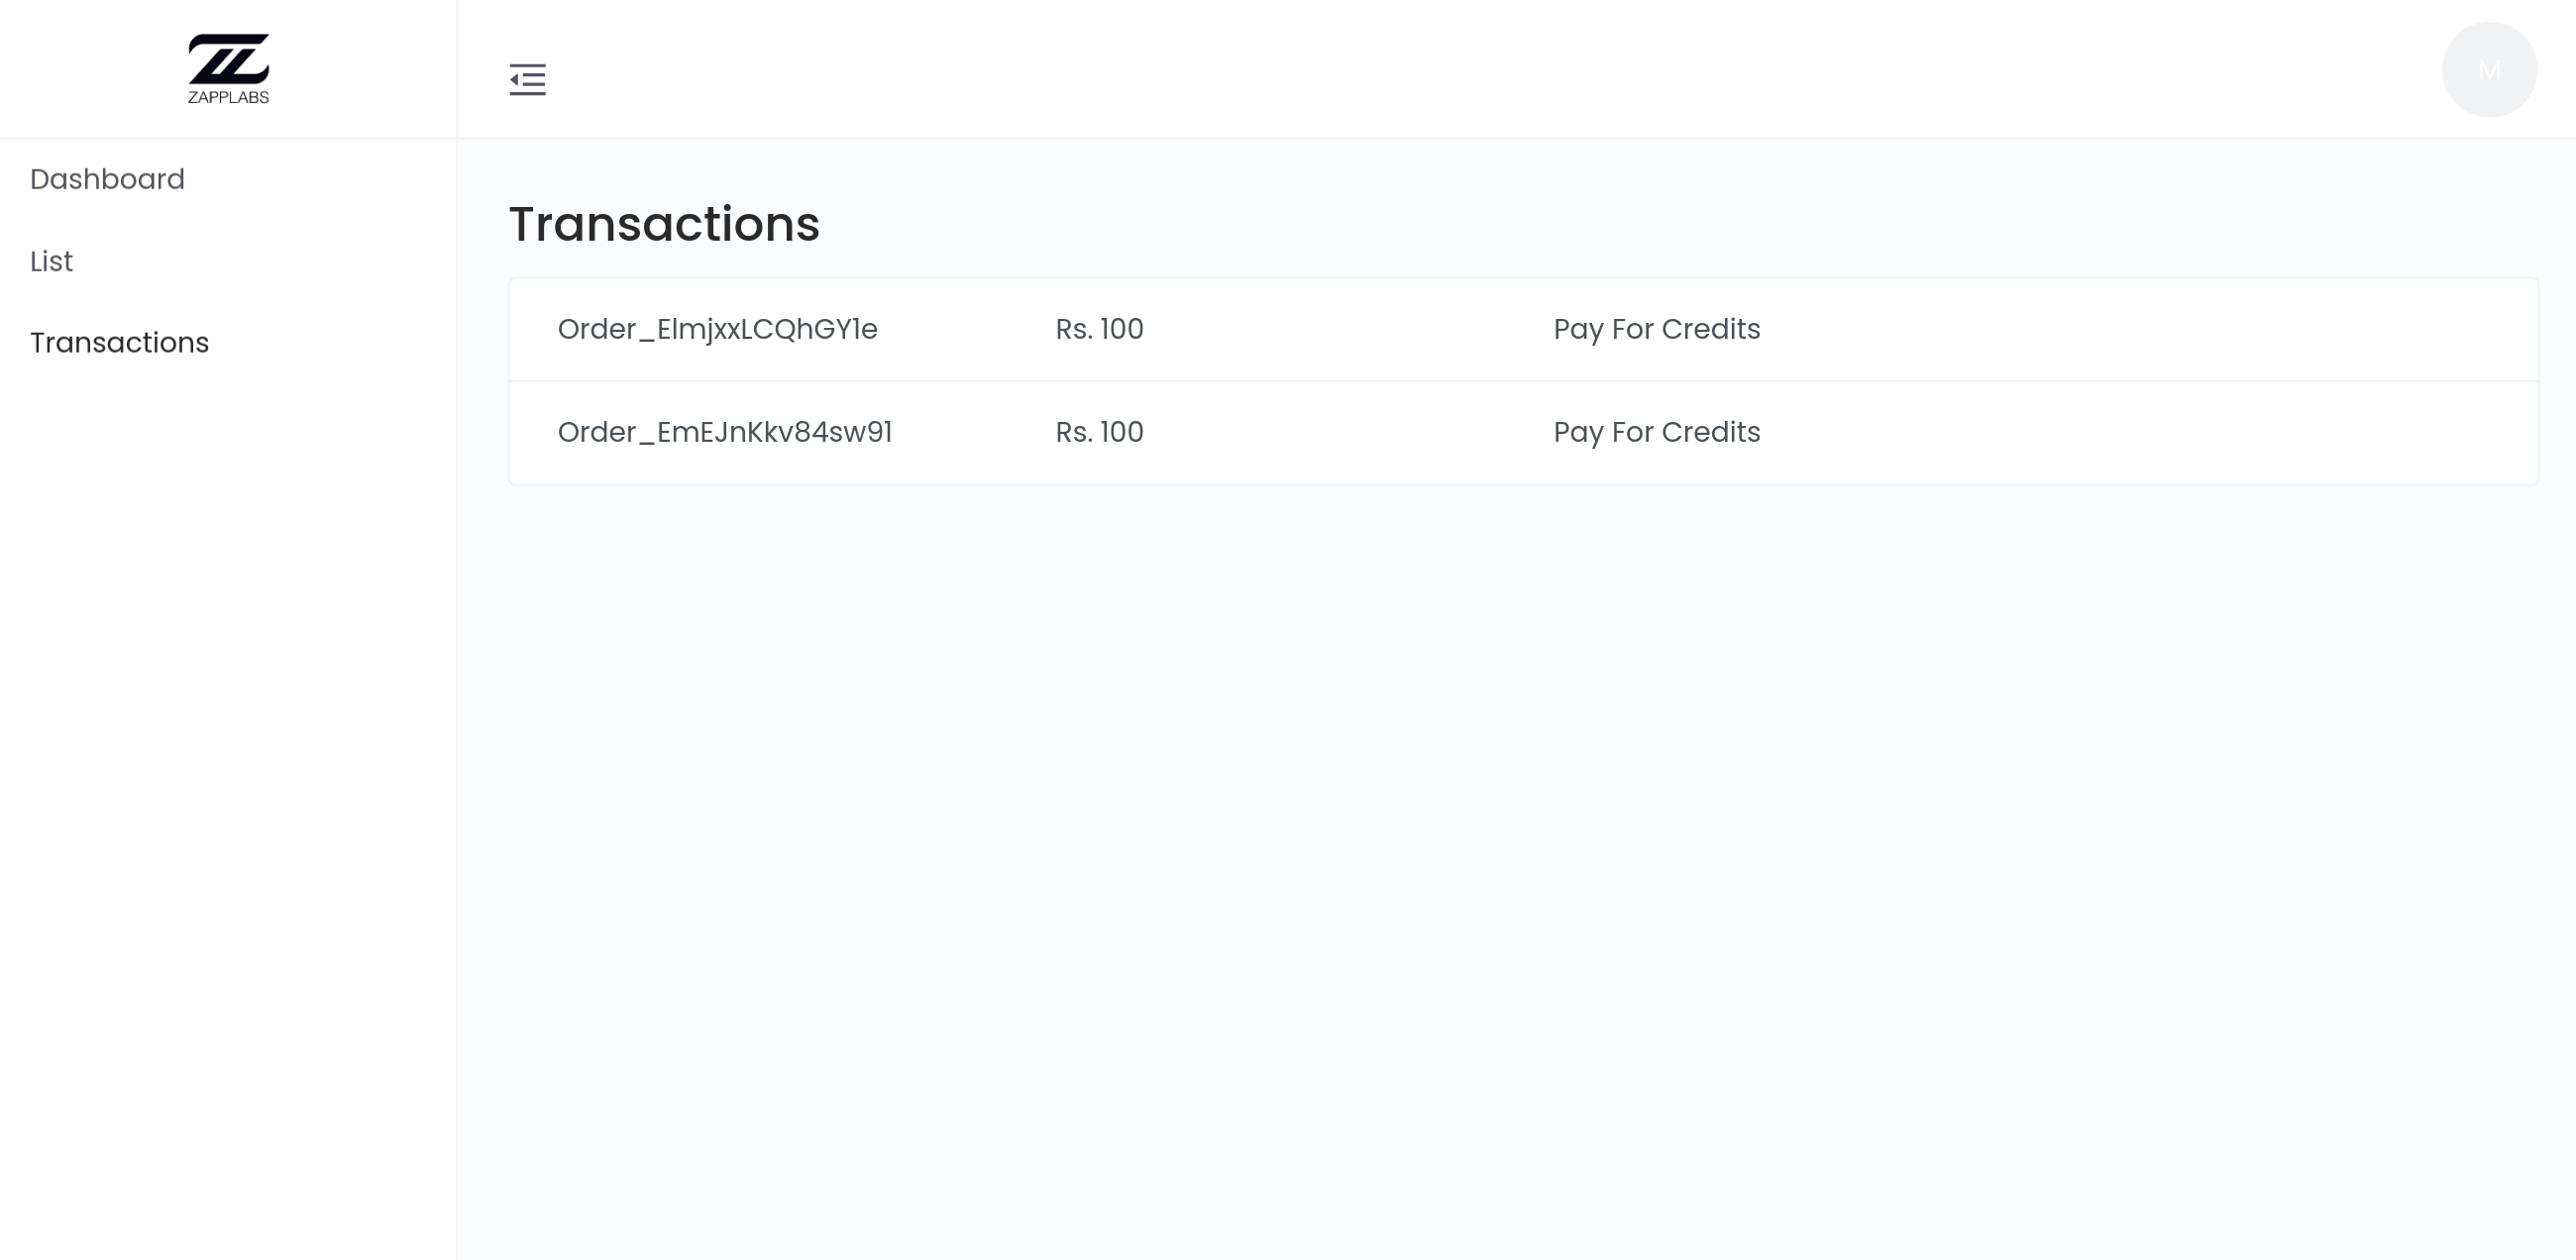 ZAPPLABS
M
Dashboard
List
Transactions
Transactions
Order_ElmjxxLCQhGY1e Rs. 100 Pay For Credits
Order_EmEJnKkv84sw91 Rs. 100 Pay For Credits